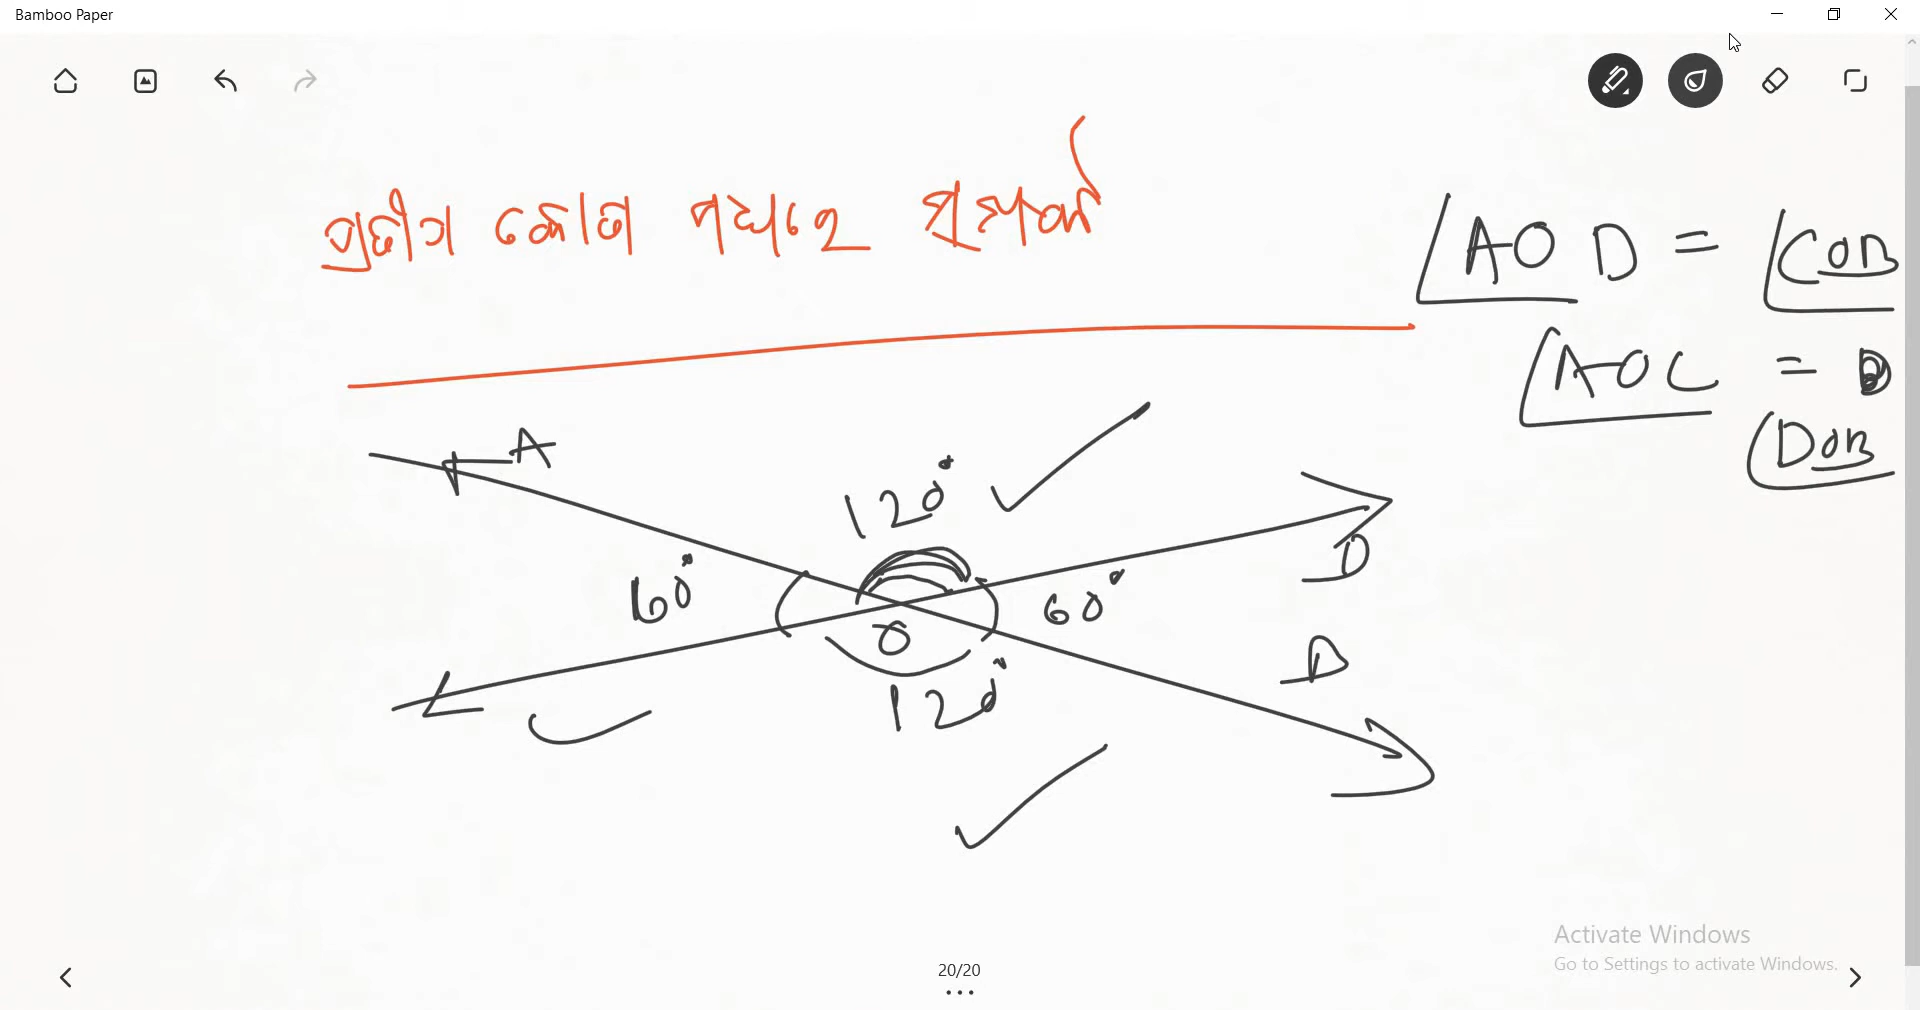 Bamboo Paper
ପ୍ରତୀପ କୋଣ ମଧ୍ୟରେ ସମ୍ପର୍କ
∠AOD = ∠COB
∠AOC =
∠DOB
A
120°
D
60°
60°
O
D
120°
Activate Windows
Go to Settings to activate Windows.
20/20